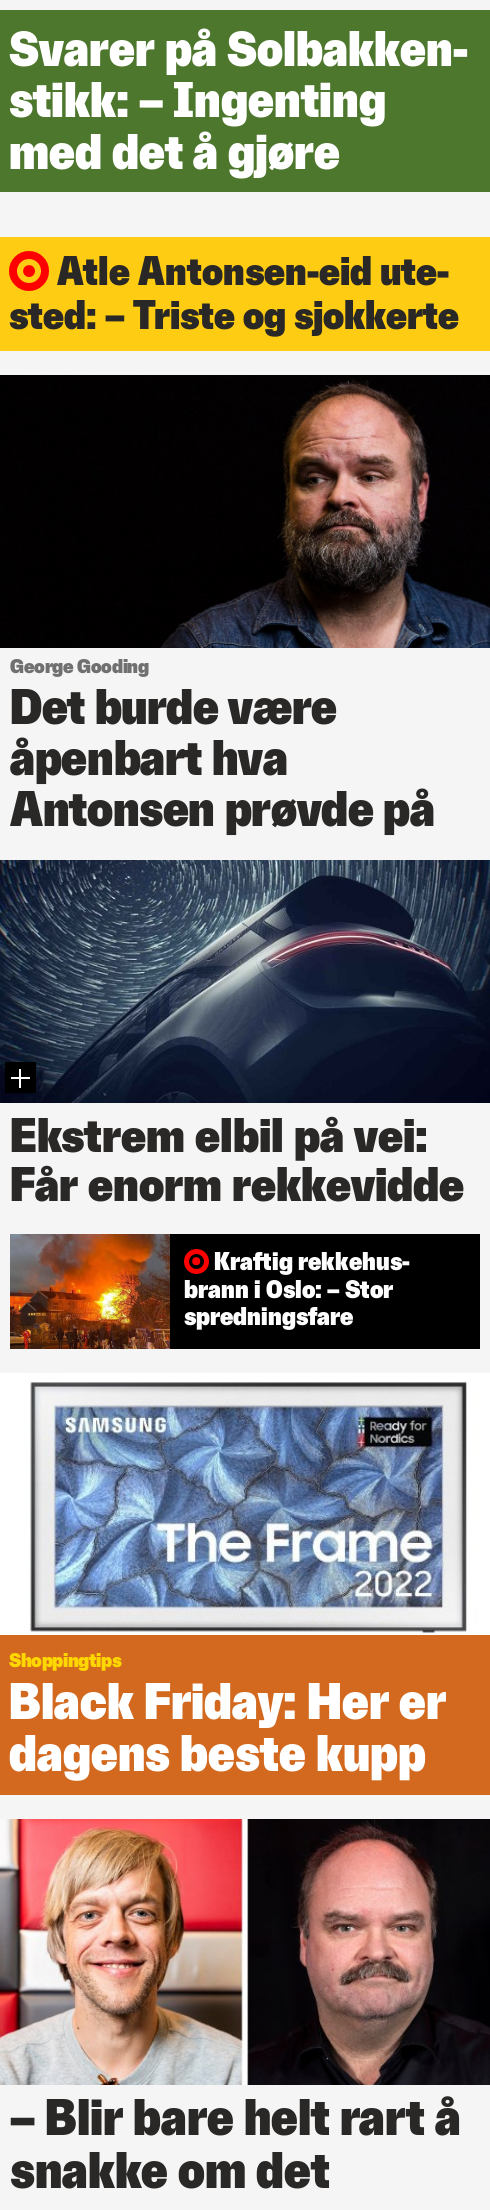 Svarer på Solbakken-
stikk: – Ingenting
med det å gjøre
Atle Antonsen-eid ute-
sted: – Triste og sjokkerte
George Gooding
Det burde være
åpenbart hva
Antonsen prøvde på
Ekstrem elbil på vei:
Får enorm rekkevidde
Kraftig rekkehus-
brann i Oslo: – Stor
spredningsfare
SAMSUNG
Ready for
Nordics
The Frame
2022
Shoppingtips
Black Friday: Her er
dagens beste kupp
– Blir bare helt rart å
snakke om det